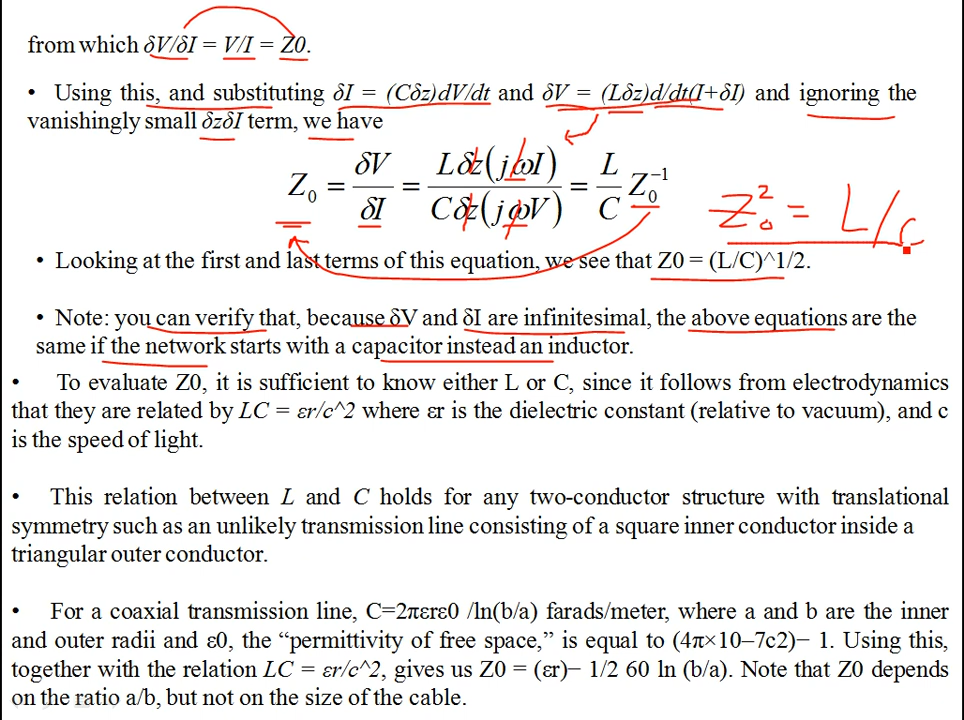 from which δV/δI = V/I = Z0.
• Using this, and substituting δI = (Cδz)dV/dt and δV = (Lδz)d/dt(I+δI) and ignoring the
vanishingly small δzδI term, we have
Z₀ = δV/δI = Lδz(jωI)/Cδz(jωV) = L/C Z₀⁻¹
Z₀² = L/C
• Looking at the first and last terms of this equation, we see that Z0 = (L/C)^1/2.
• Note: you can verify that, because δV and δI are infinitesimal, the above equations are the
same if the network starts with a capacitor instead an inductor.
• To evaluate Z0, it is sufficient to know either L or C, since it follows from electrodynamics
that they are related by LC = εr/c^2 where εr is the dielectric constant (relative to vacuum), and c
is the speed of light.
• This relation between L and C holds for any two-conductor structure with translational
symmetry such as an unlikely transmission line consisting of a square inner conductor inside a
triangular outer conductor.
• For a coaxial transmission line, C=2πεrε0 /ln(b/a) farads/meter, where a and b are the inner
and outer radii and ε0, the “permittivity of free space,” is equal to (4π×10–7c2)− 1. Using this,
together with the relation LC = εr/c^2, gives us Z0 = (εr)− 1/2 60 ln (b/a). Note that Z0 depends
on the ratio a/b, but not on the size of the cable.